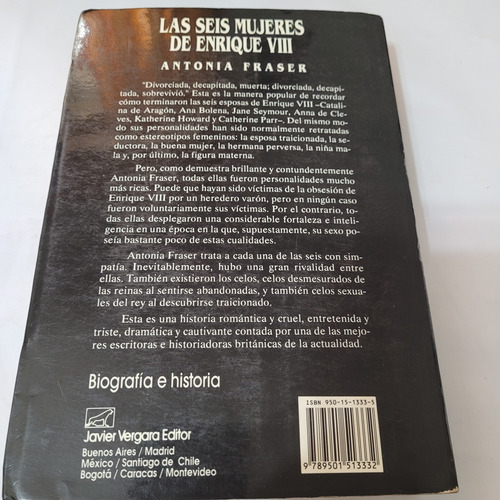 LAS SEIS MUJERES
DE ENRIQUE VIII
ANTONIA FRASER
"Divorciada, decapitada, muerta; divorciada, decapi-
tada, sobrevivió." Esta es la manera popular de recordar
cómo terminaron las seis esposas de Enrique VIII –Catali-
na de Aragón, Ana Bolena, Jane Seymour, Anna de Cle-
ves, Katherine Howard y Catherine Parr–. Del mismo mo-
do sus personalidades han sido normalmente retratadas
como estereotipos femeninos: la esposa traicionada, la se-
ductora, la buena mujer, la hermana perversa, la niña ma-
la y, por último, la figura materna.
Pero, como demuestra brillante y contundentemente
Antonia Fraser, todas ellas fueron personalidades mucho
más ricas. Puede que hayan sido víctimas de la obsesión de
Enrique VIII por un heredero varón, pero en ningún caso
fueron voluntariamente sus víctimas. Por el contrario, to-
das ellas desplegaron una considerable fortaleza e inteli-
gencia en una época en la que, supuestamente, su sexo po-
seía bastante poco de estas cualidades.
Antonia Fraser trata a cada una de las seis con sim-
patía. Inevitablemente, hubo una gran rivalidad entre
ellas. También existieron los celos, celos desmesurados de
las reinas al sentirse abandonadas, y también celos sexua-
les del rey al descubrirse traicionado.
Esta es una historia romántica y cruel, entretenida y
triste, dramática y cautivante contada por una de las mejo-
res escritoras e historiadoras británicas de la actualidad.
Biografía e historia
Javier Vergara Editor
Buenos Aires / Madrid
México / Santiago de Chile
Bogotá / Caracas / Montevideo
ISBN 950-15-1333-5
9 789501 513332